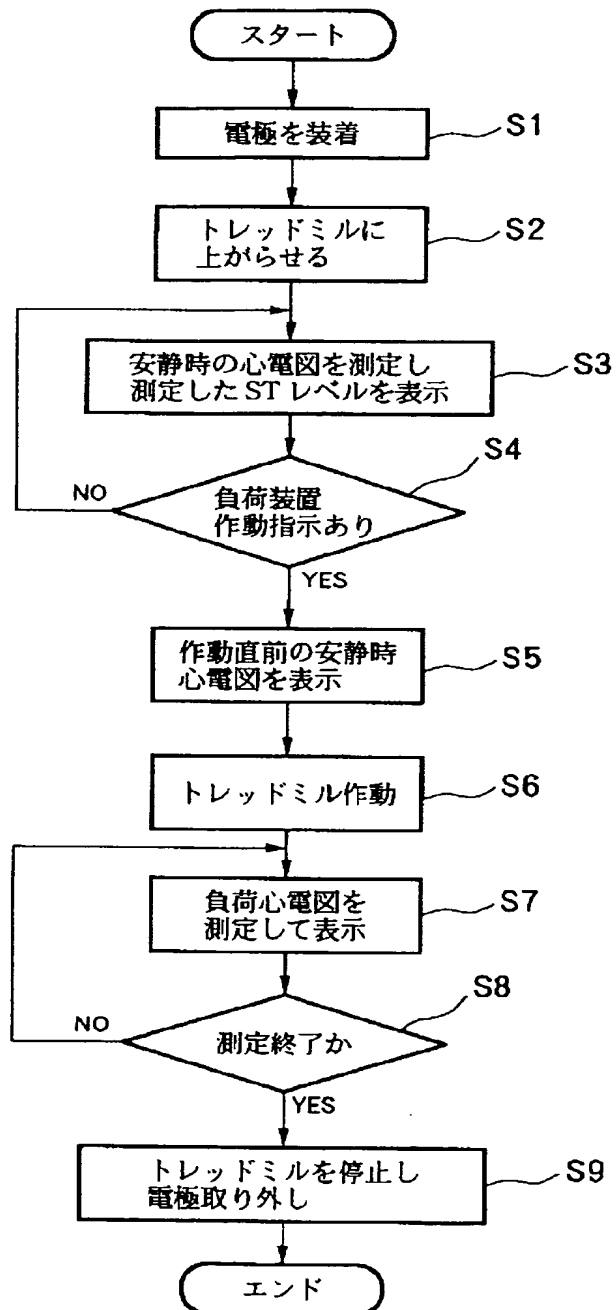 スタート
電極を装着
S1
トレッドミルに
上がらせる
S2
安静時の心電図を測定し
測定した ST レベルを表示
S3
負荷装置
作動指示あり
S4
NO
YES
作動直前の安静時
心電図を表示
S5
トレッドミル作動
S6
負荷心電図を
測定して表示
S7
測定終了か
S8
NO
YES
トレッドミルを停止し
電極取り外し
S9
エンド